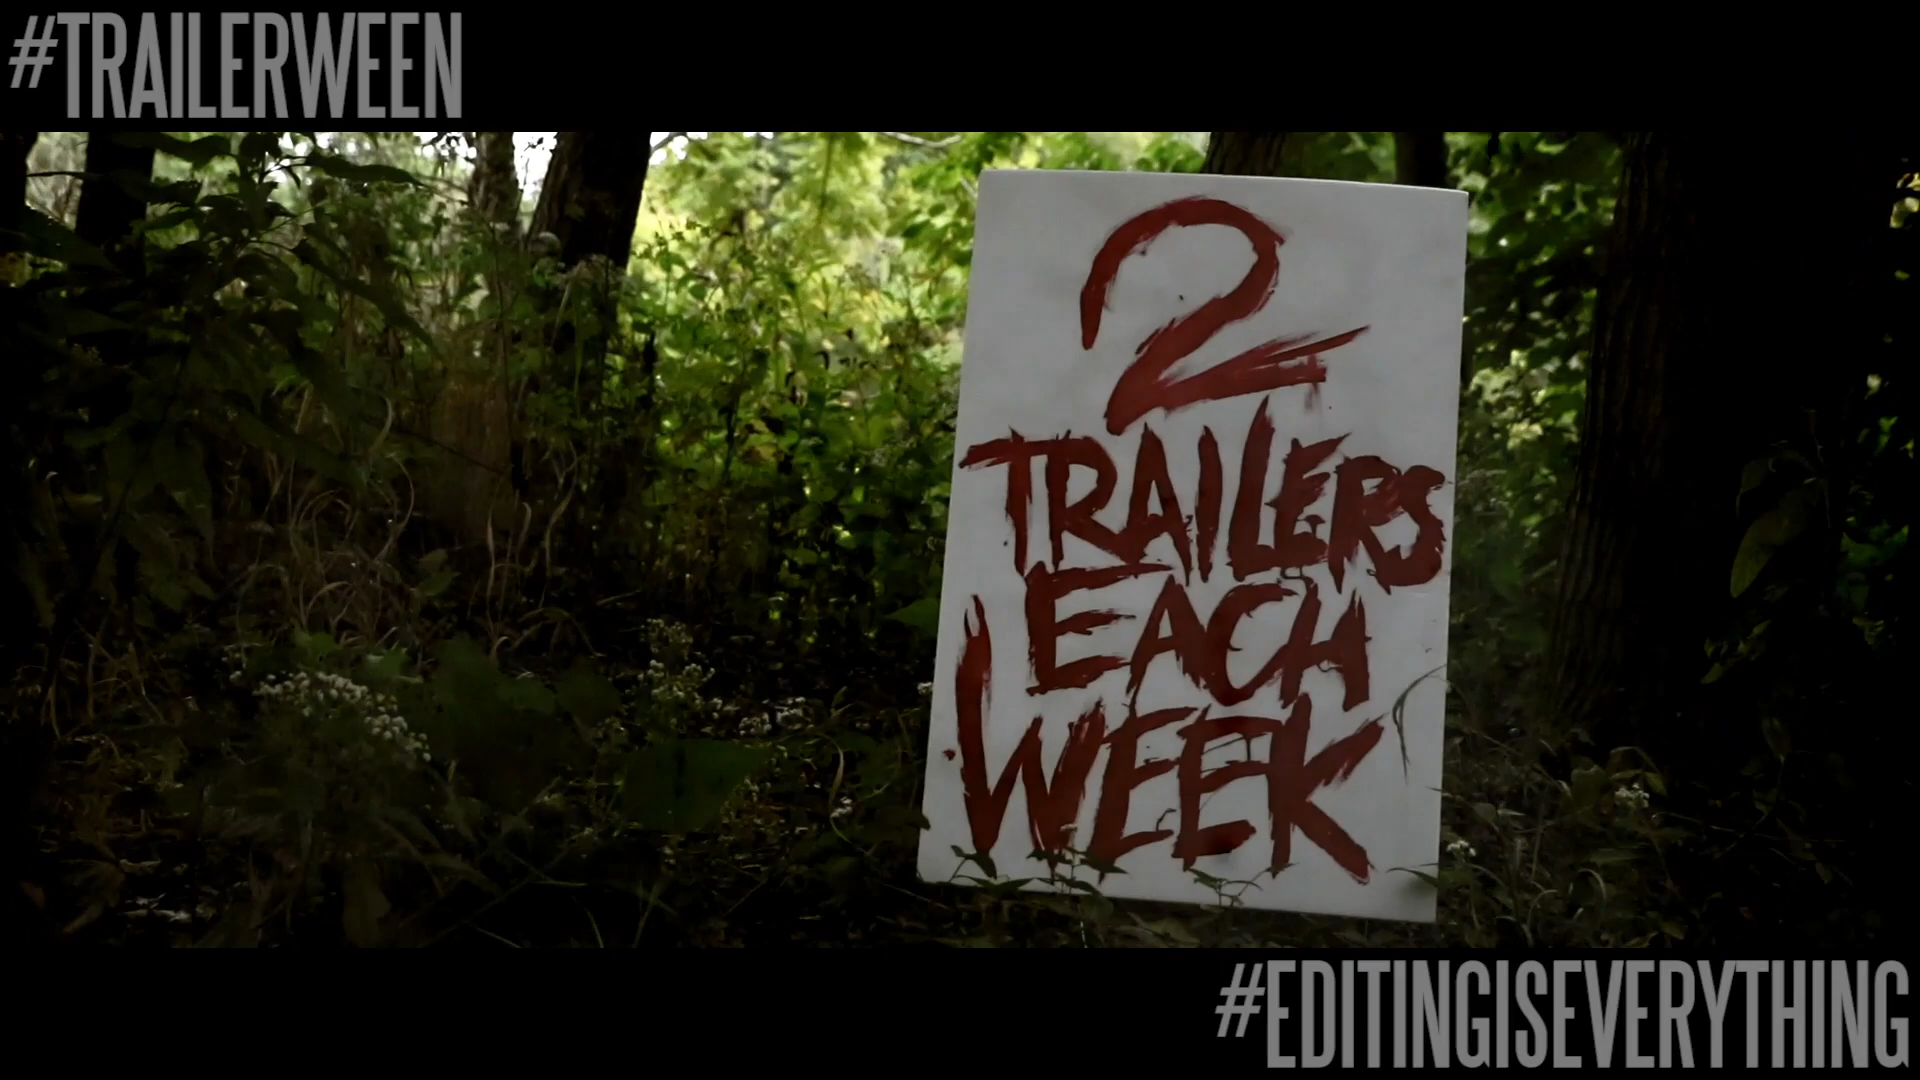 #TRAILERWEEN
2
TRAILERS
EACH
WEEK
#EDITINGISEVERYTHING